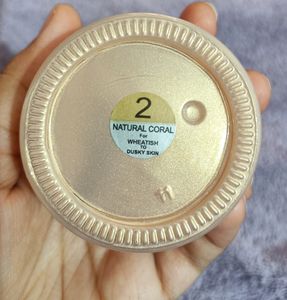 2
NATURAL CORAL
For
WHEATISH
TO
DUSKY SKIN